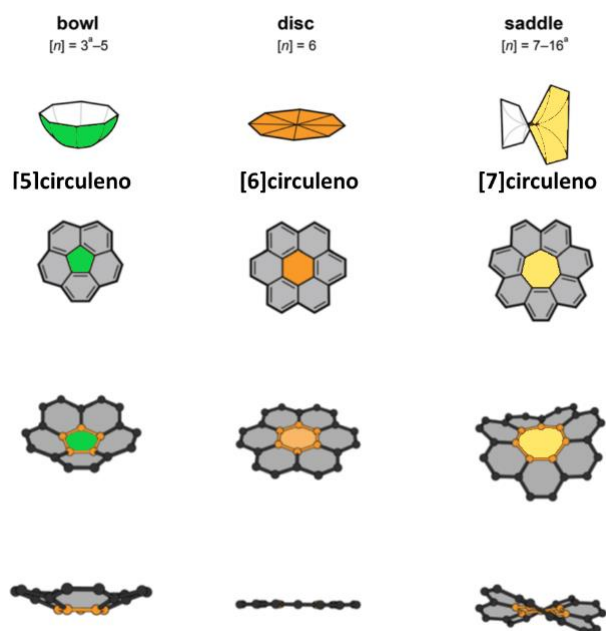 bowl
[n] = 3ª–5
disc
[n] = 6
saddle
[n] = 7–16ª
[5]circuleno
[6]circuleno
[7]circuleno